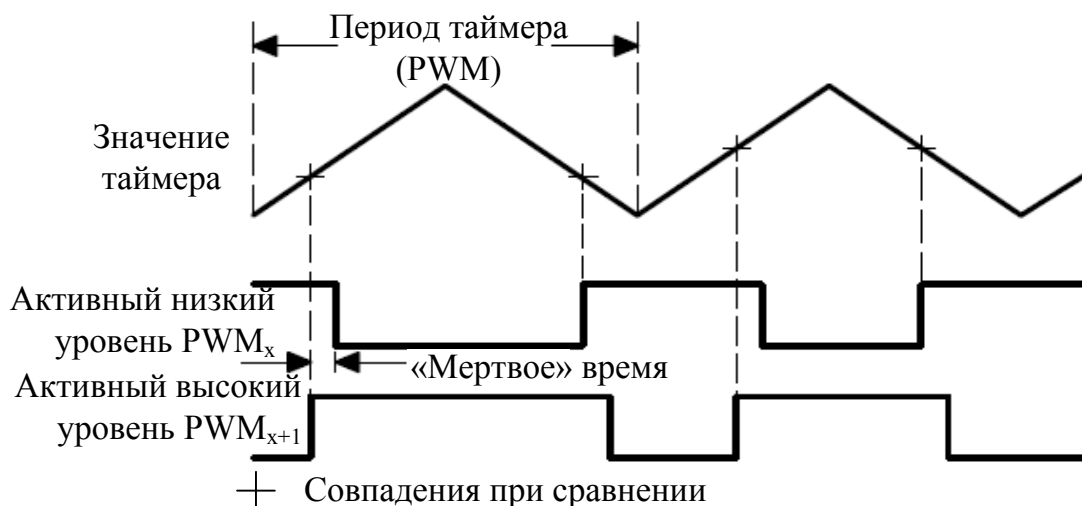 Период таймера
(PWM)
Значение
таймера
Активный низкий
уровень PWMx
«Мертвое» время
Активный высокий
уровень PWMx+1
Совпадения при сравнении